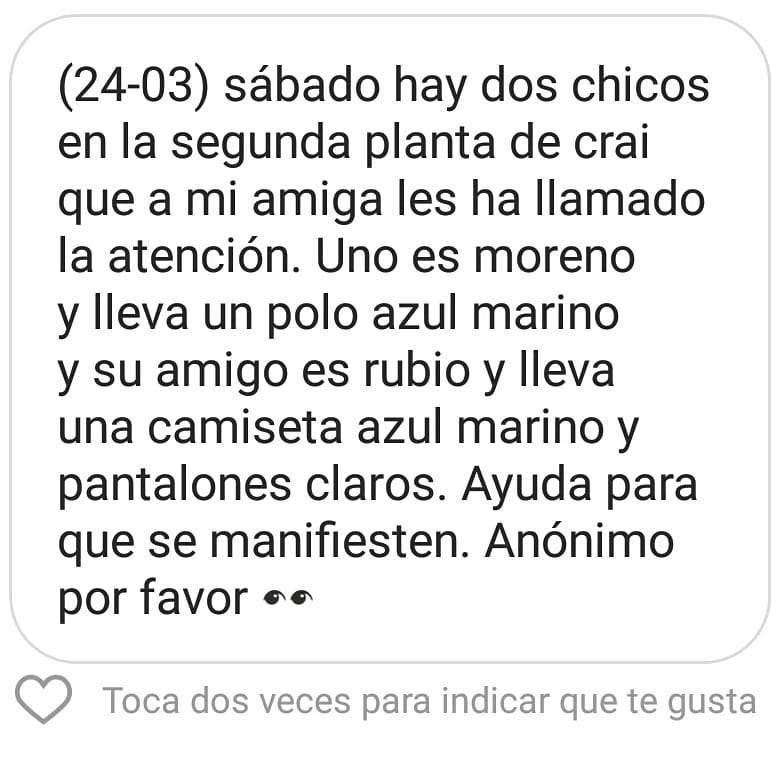 (24-03) sábado hay dos chicos
en la segunda planta de crai
que a mi amiga les ha llamado
la atención. Uno es moreno
y lleva un polo azul marino
y su amigo es rubio y lleva
una camiseta azul marino y
pantalones claros. Ayuda para
que se manifiesten. Anónimo
por favor 👀
Toca dos veces para indicar que te gusta